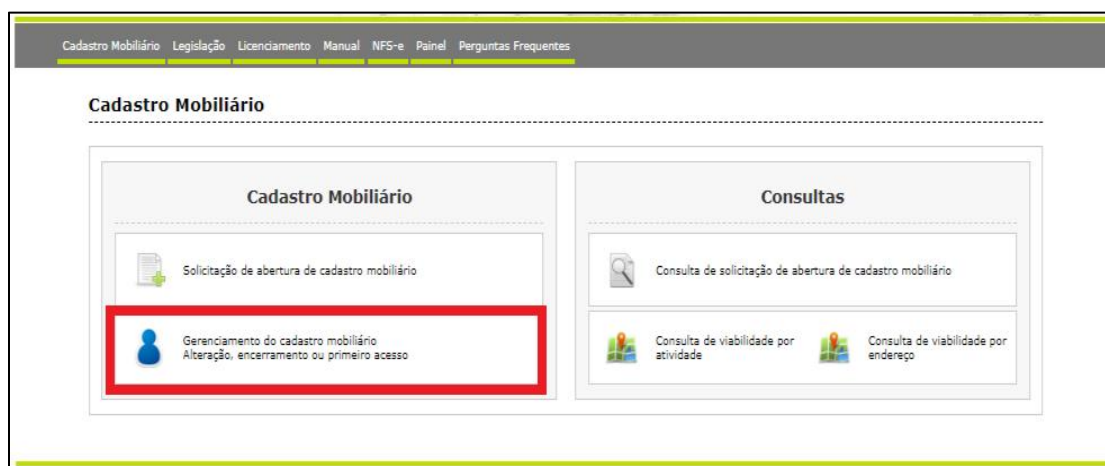 Cadastro Mobiliário Legislação Licenciamento Manual NFS-e Painel Perguntas Frequentes
Cadastro Mobiliário
Cadastro Mobiliário
Solicitação de abertura de cadastro mobiliário
Gerenciamento do cadastro mobiliário
Alteração, encerramento ou primeiro acesso
Consultas
Consulta de solicitação de abertura de cadastro mobiliário
Consulta de viabilidade por
atividade
Consulta de viabilidade por
endereço